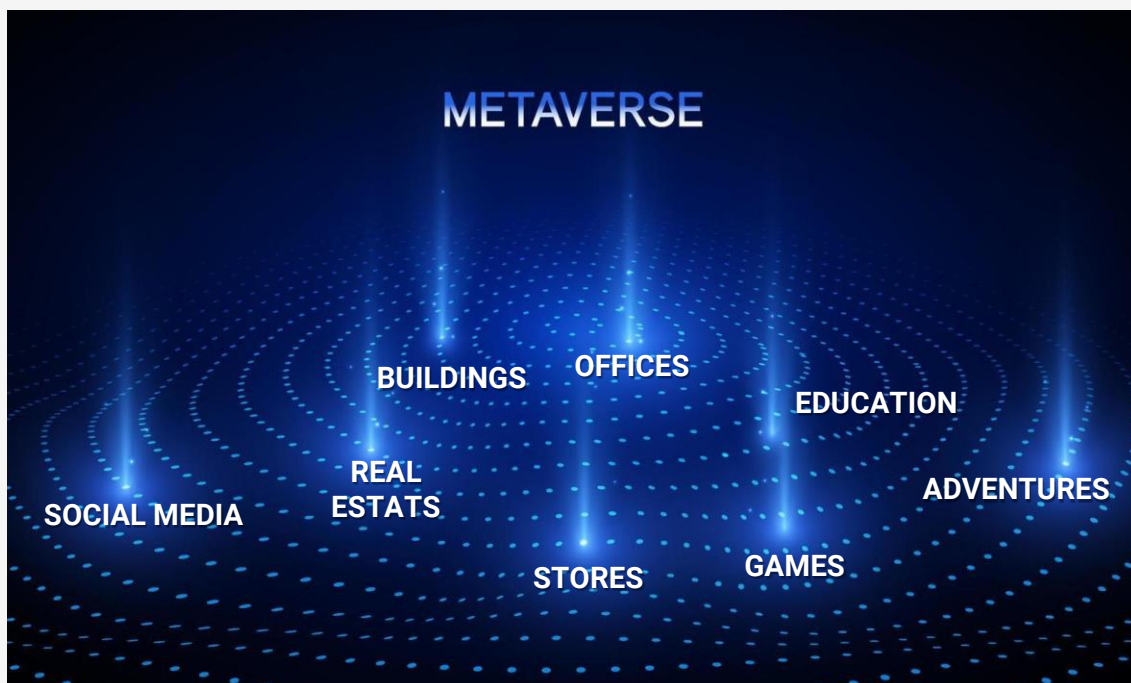 METAVERSE
BUILDINGS
OFFICES
EDUCATION
REAL
ESTATS
ADVENTURES
SOCIAL MEDIA
STORES
GAMES